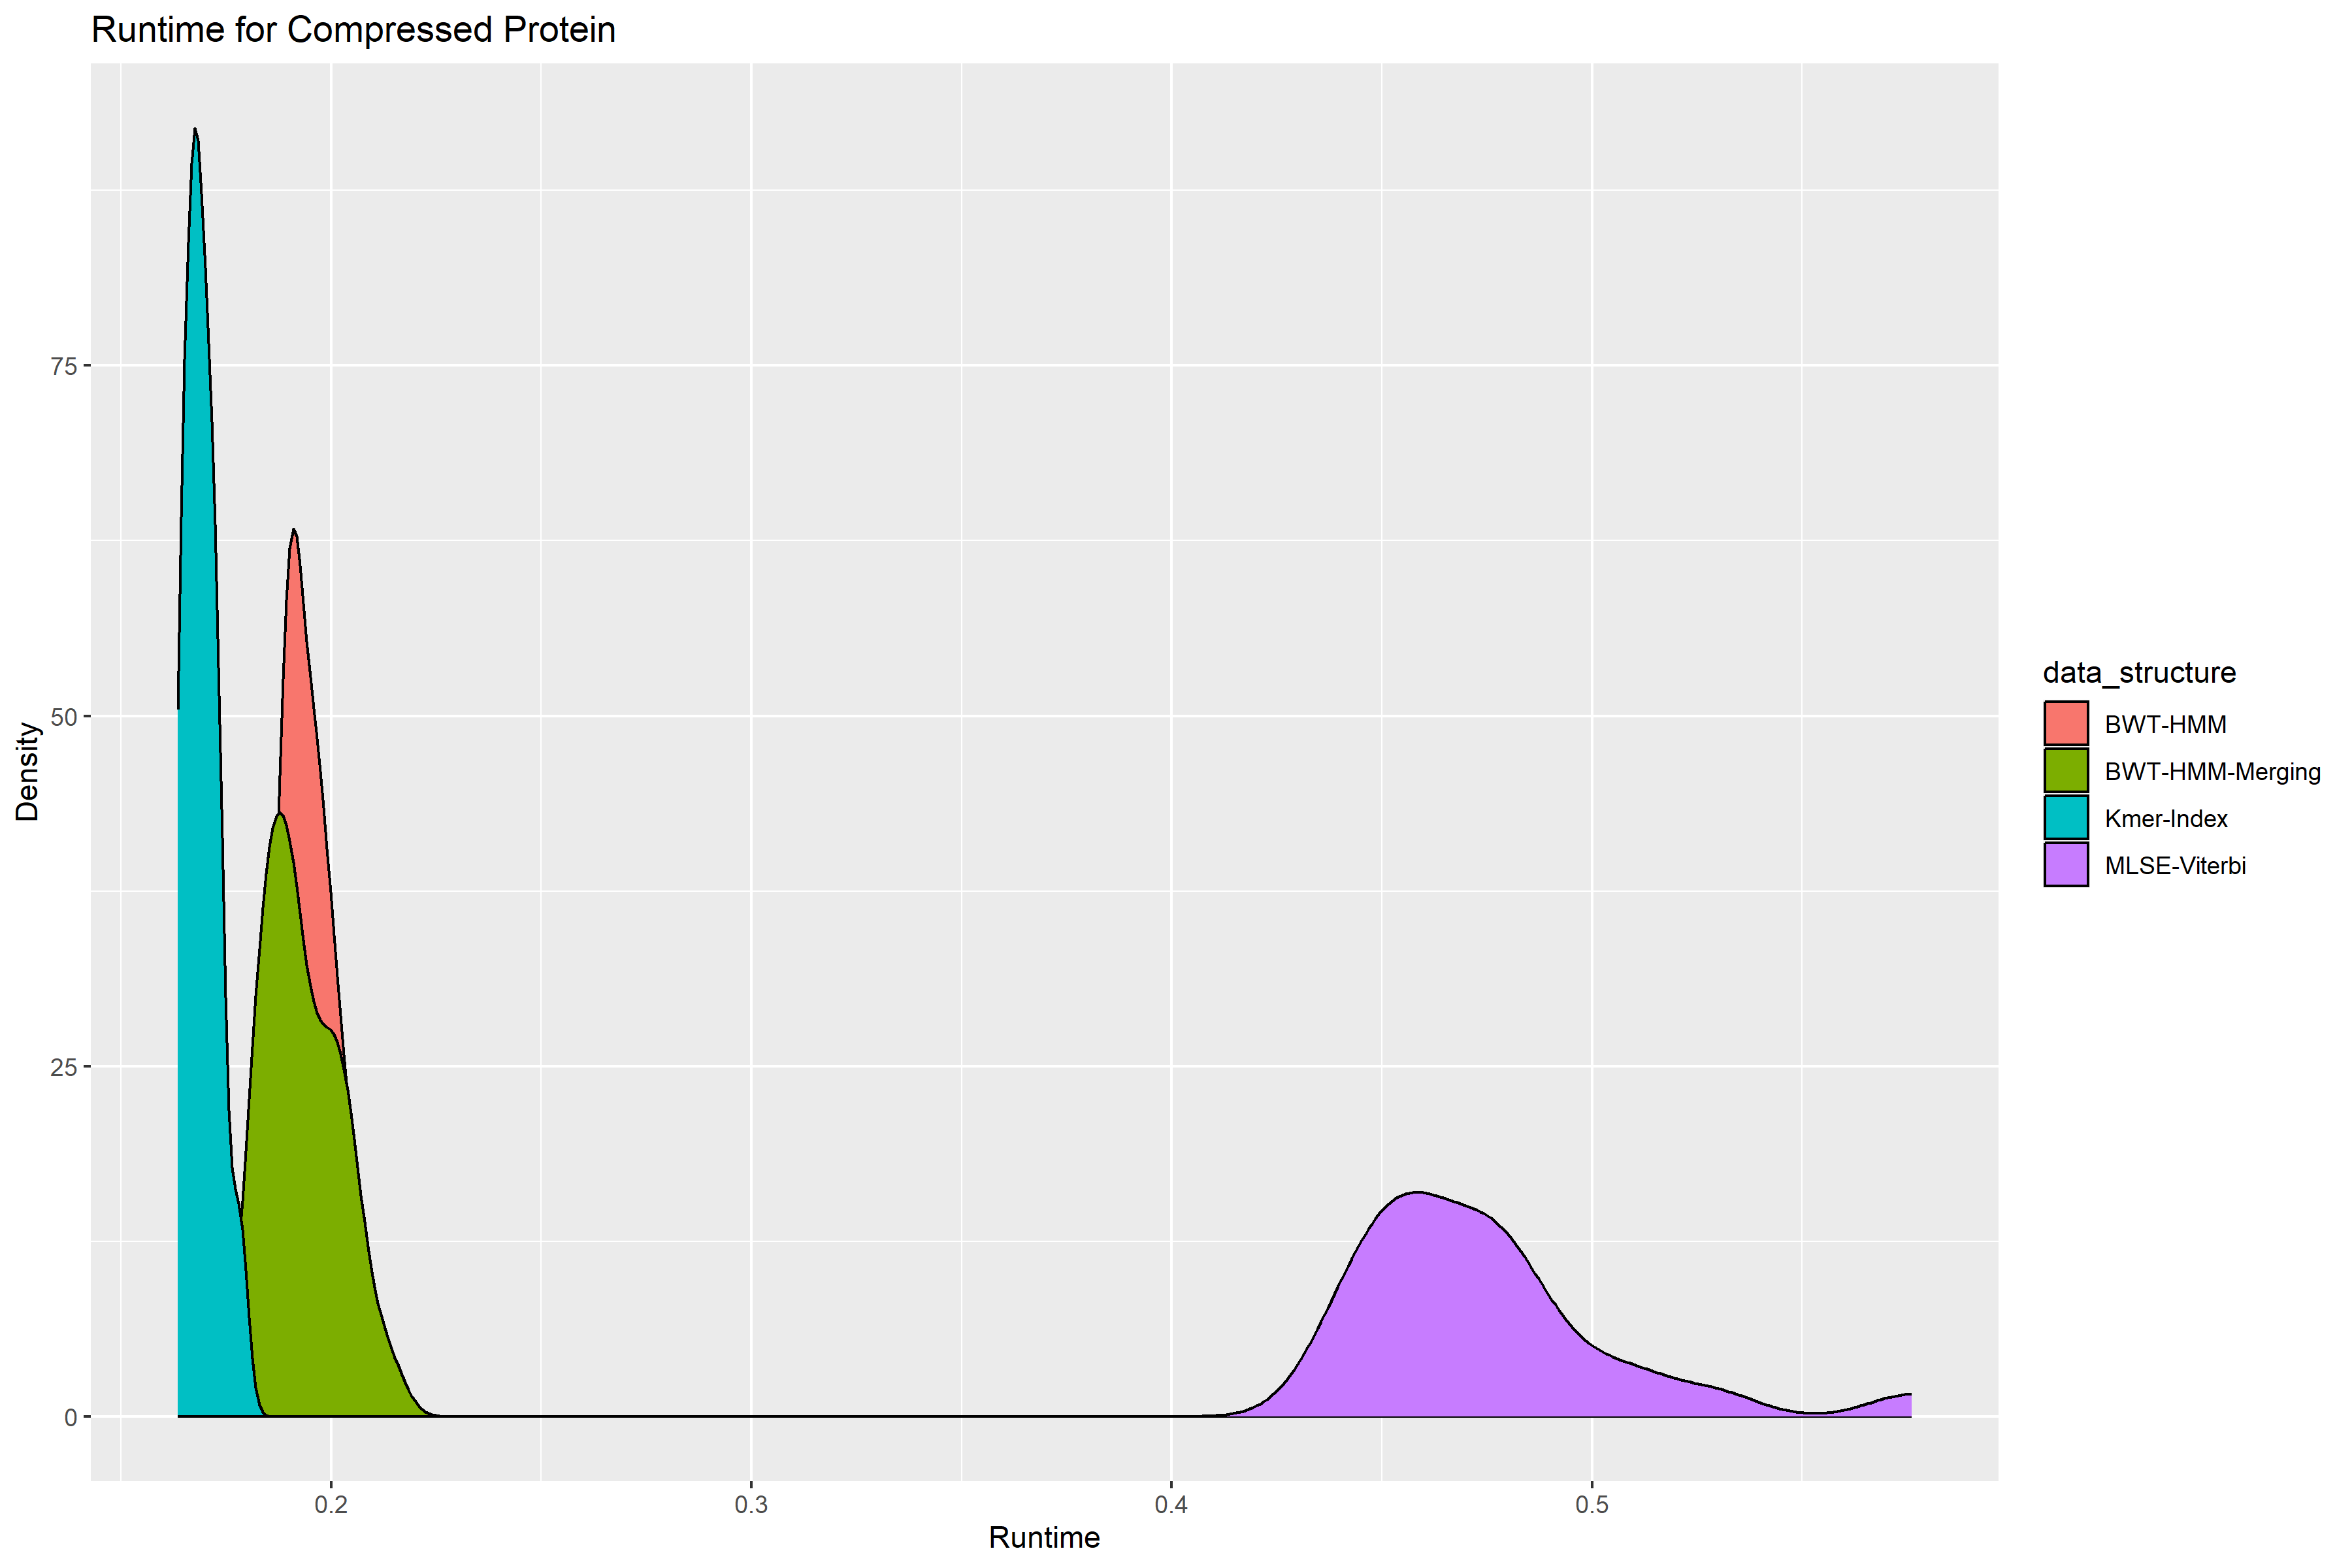 Runtime for Compressed Protein
Density
75
50
25
0
0.2
0.3
0.4
0.5
Runtime
data_structure
BWT-HMM
BWT-HMM-Merging
Kmer-Index
MLSE-Viterbi